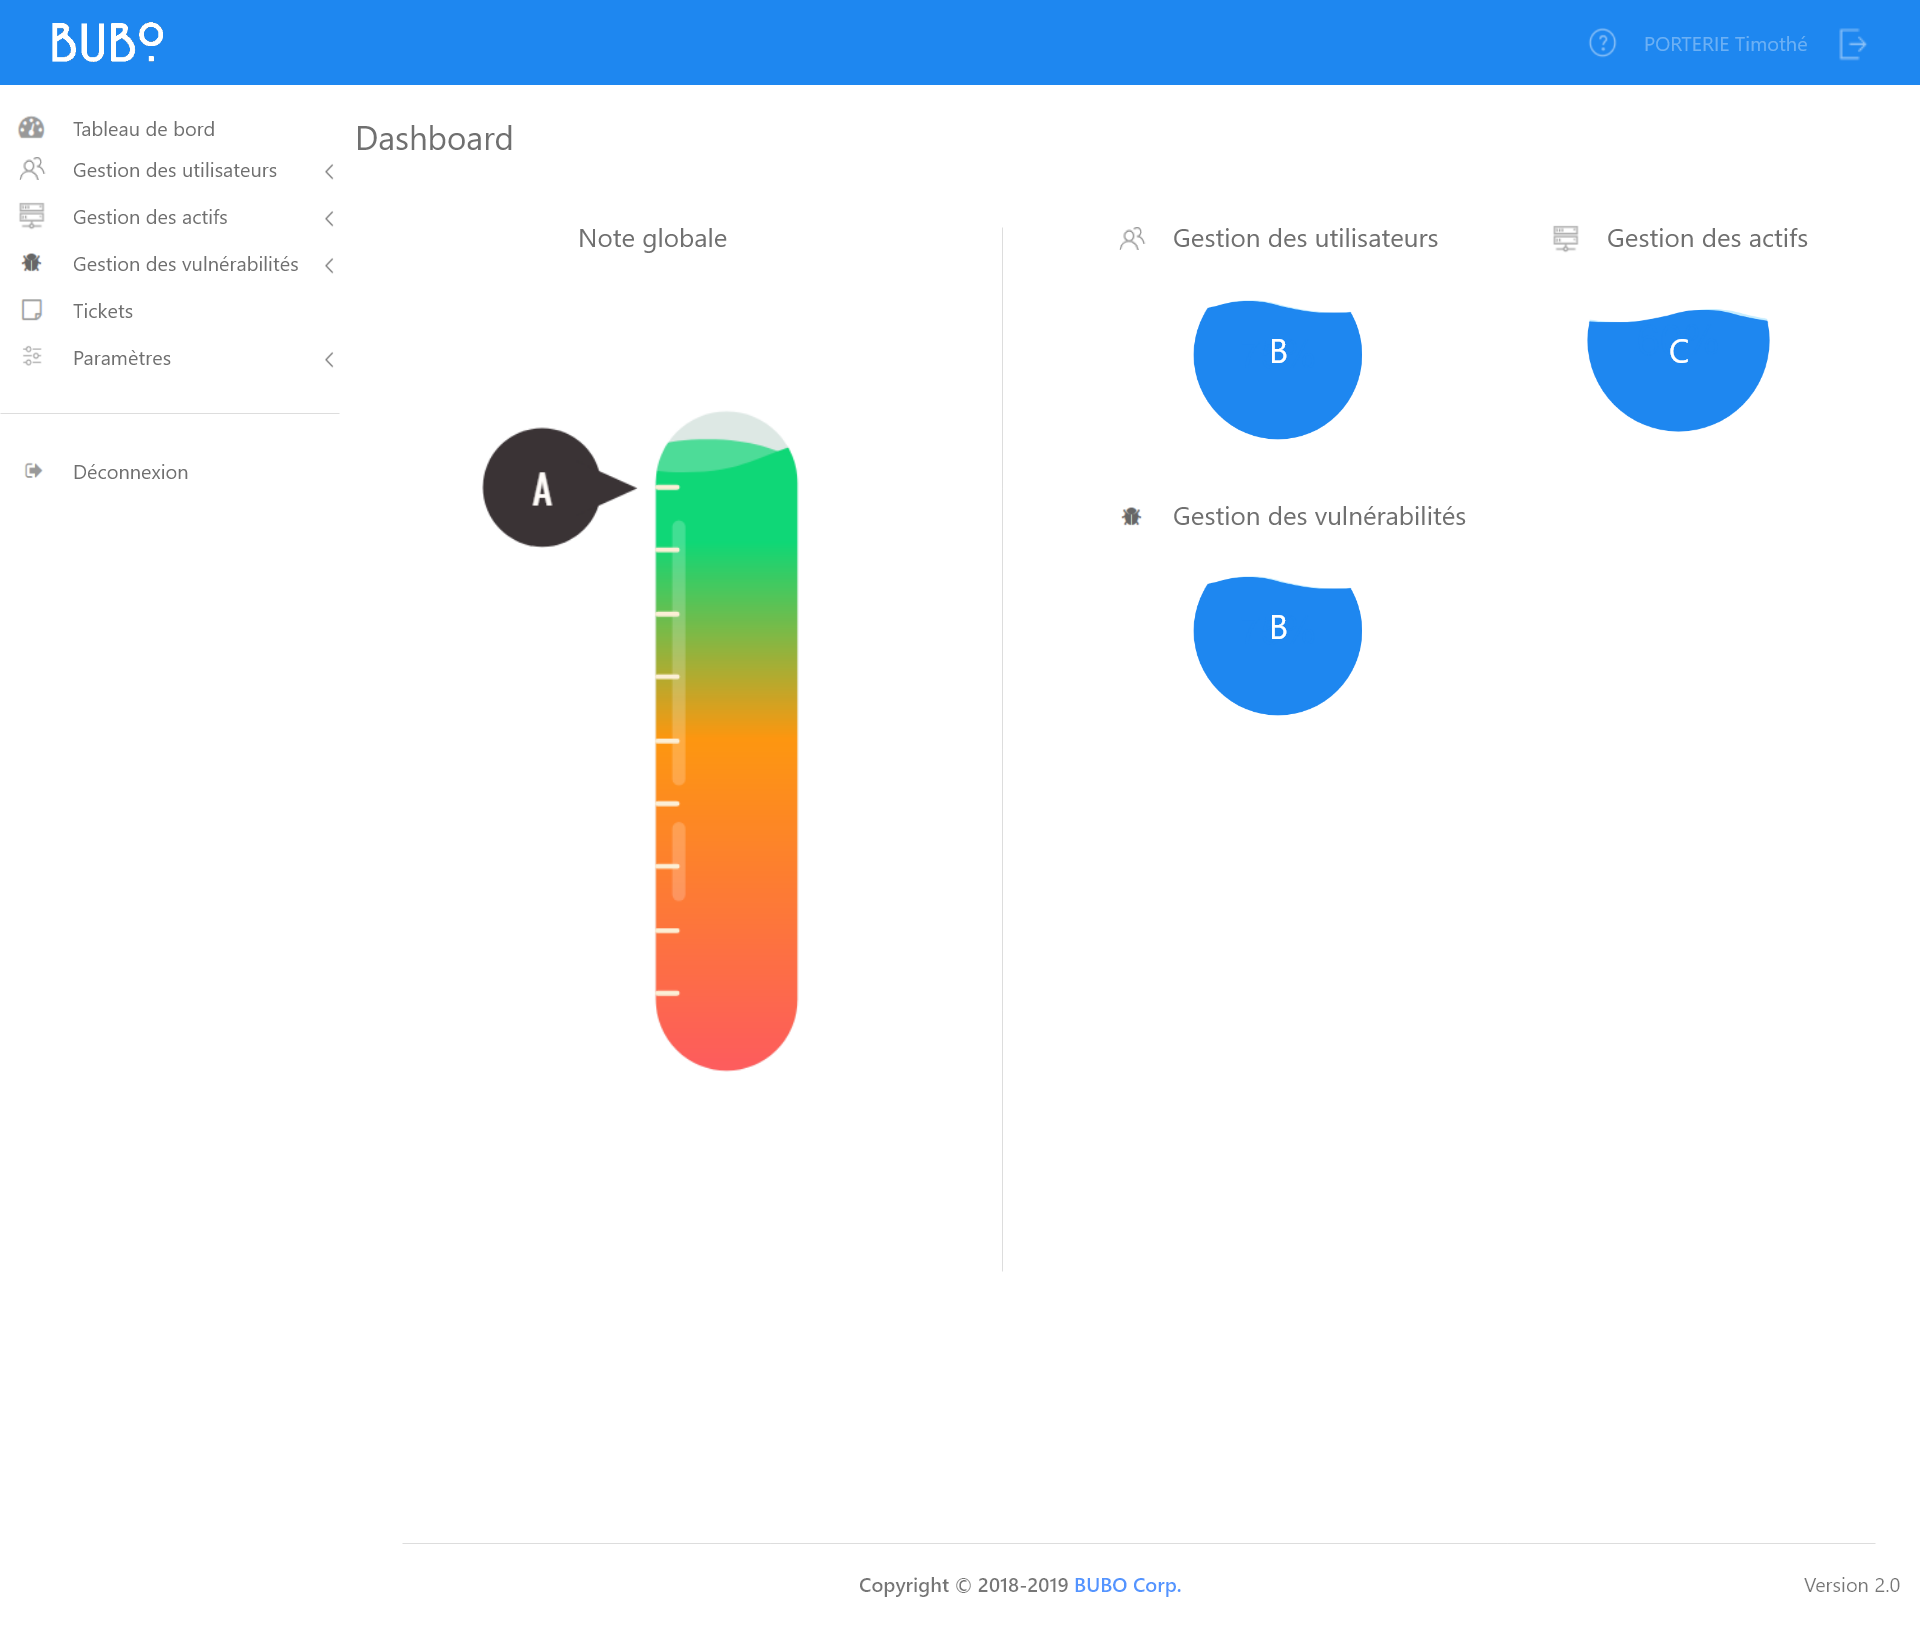 BUBO
PORTERIE Timothé
Tableau de bord
Gestion des utilisateurs
Gestion des actifs
Gestion des vulnérabilités
Tickets
Paramètres
Déconnexion
Dashboard
Note globale
A
Gestion des utilisateurs
B
Gestion des actifs
C
Gestion des vulnérabilités
B
Copyright © 2018-2019 BUBO Corp.
Version 2.0